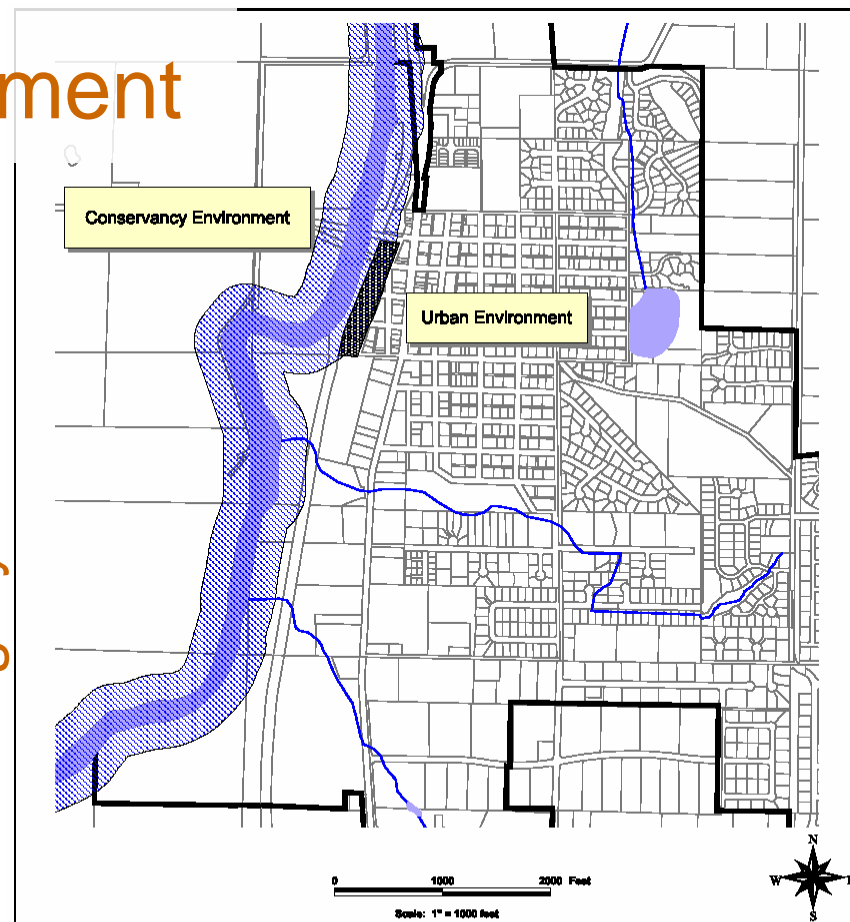 ment
Conservancy Environment
Urban Environment
0 1000 2000 Feet
Scale: 1" = 1000 feet
N
W
S